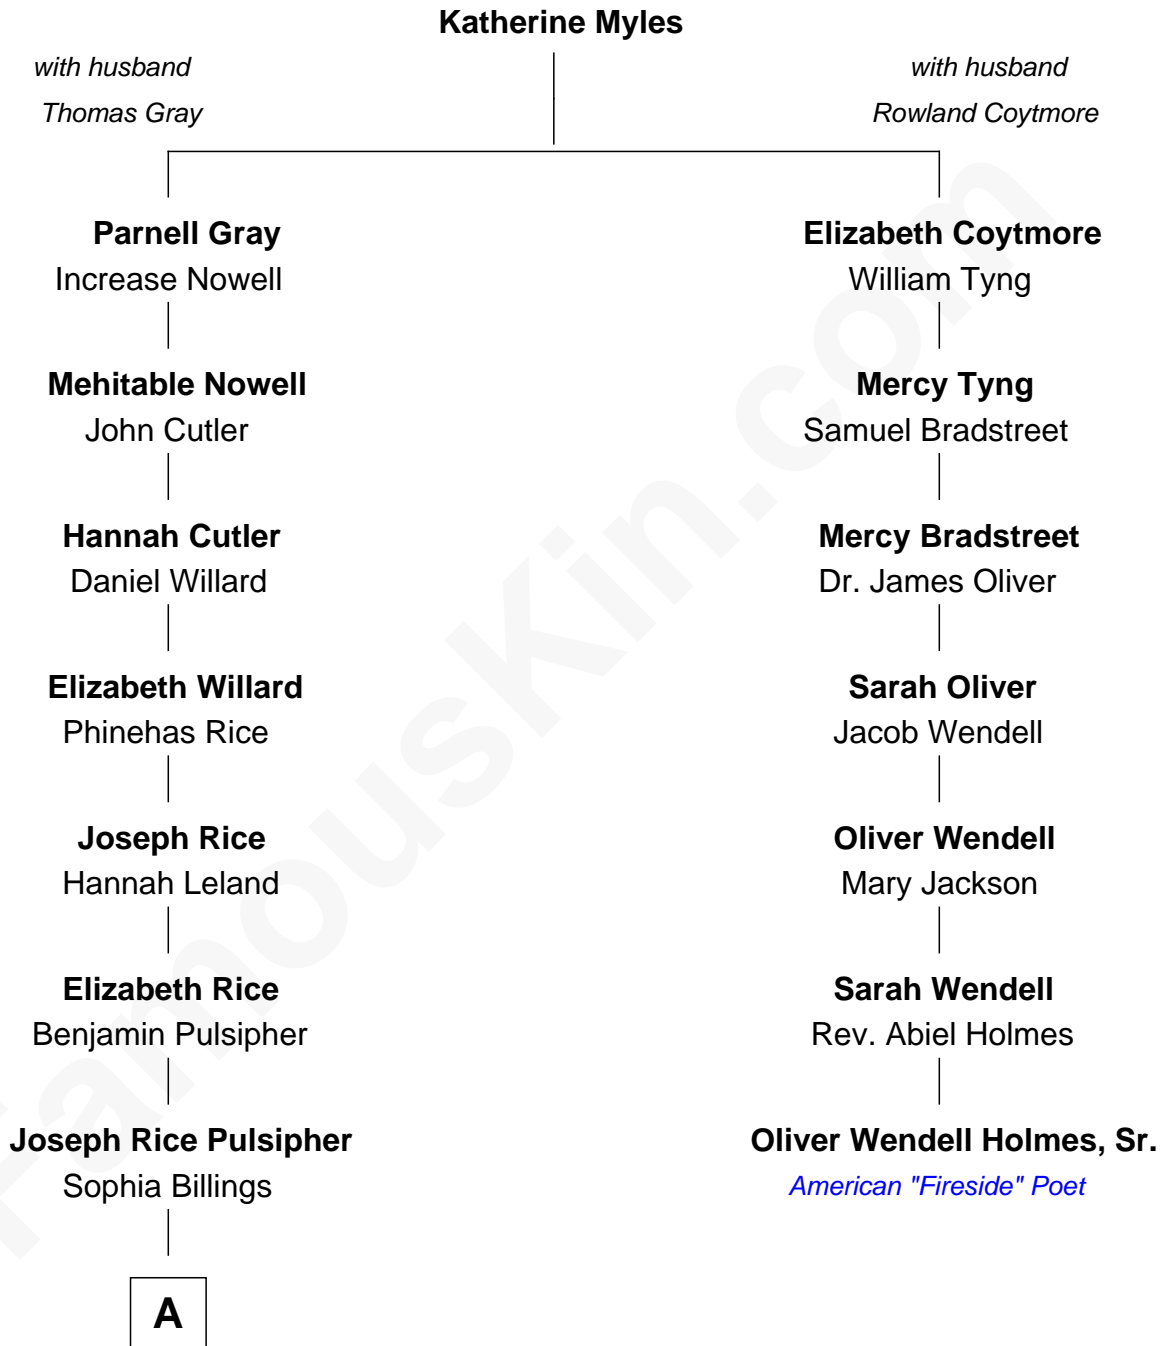 Katherine Myles
with husband
Thomas Gray
with husband
Rowland Coytmore
Parnell Gray
Increase Nowell
Elizabeth Coytmore
William Tyng
Mehitable Nowell
John Cutler
Mercy Tyng
Samuel Bradstreet
Hannah Cutler
Daniel Willard
Mercy Bradstreet
Dr. James Oliver
Elizabeth Willard
Phinehas Rice
Sarah Oliver
Jacob Wendell
Joseph Rice
Hannah Leland
Oliver Wendell
Mary Jackson
Elizabeth Rice
Benjamin Pulsipher
Sarah Wendell
Rev. Abiel Holmes
Joseph Rice Pulsipher
Sophia Billings
Oliver Wendell Holmes, Sr.
American "Fireside" Poet
A
FamousKin.com